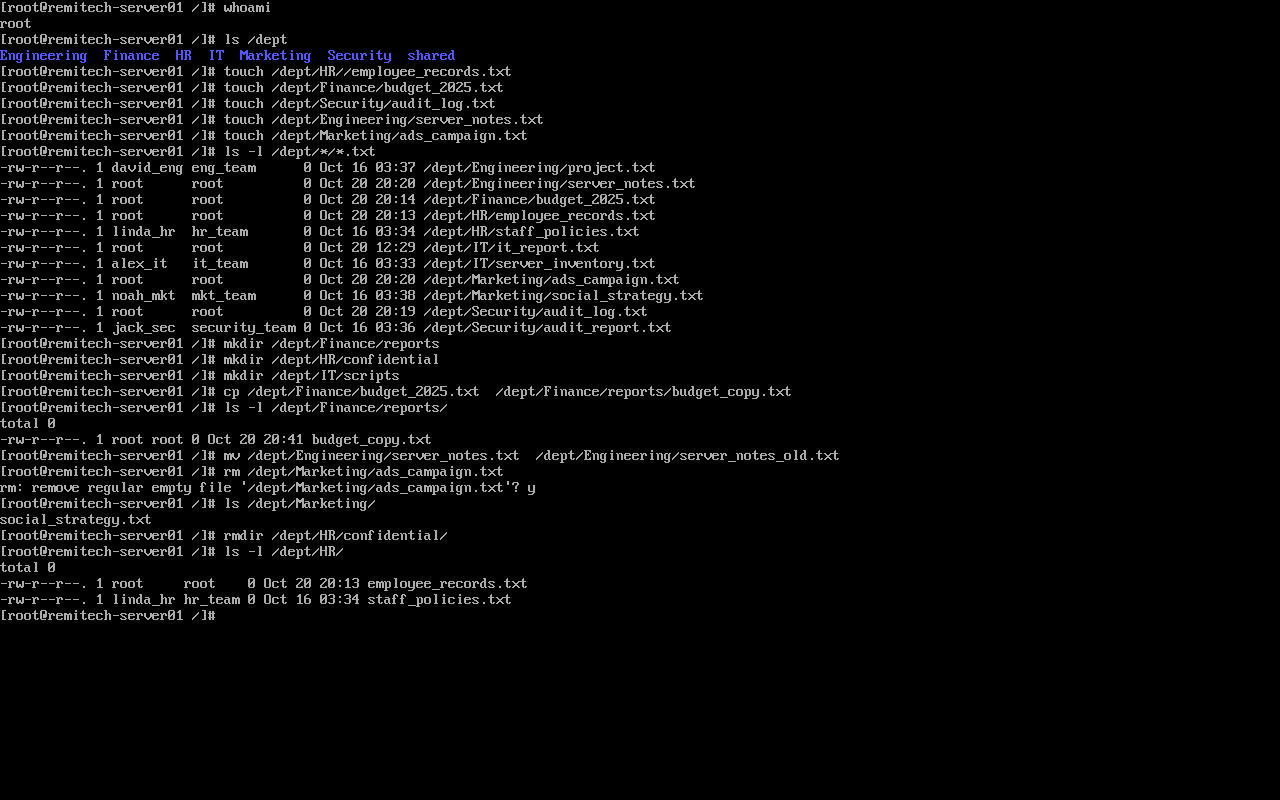 [root@remitech-server01 /]# whoami
root
[root@remitech-server01 /]# ls /dept
Engineering  Finance  HR  IT  Marketing  Security  shared
[root@remitech-server01 /]# touch /dept/HR//employee_records.txt
[root@remitech-server01 /]# touch /dept/Finance/budget_2025.txt
[root@remitech-server01 /]# touch /dept/Security/audit_log.txt
[root@remitech-server01 /]# touch /dept/Engineering/server_notes.txt
[root@remitech-server01 /]# touch /dept/Marketing/ads_campaign.txt
[root@remitech-server01 /]# ls -l /dept/*/*.txt
-rw-r--r--. 1 david_eng eng_team      0 Oct 16 03:37 /dept/Engineering/project.txt
-rw-r--r--. 1 root      root          0 Oct 20 20:20 /dept/Engineering/server_notes.txt
-rw-r--r--. 1 root      root          0 Oct 20 20:14 /dept/Finance/budget_2025.txt
-rw-r--r--. 1 root      root          0 Oct 20 20:13 /dept/HR/employee_records.txt
-rw-r--r--. 1 linda_hr  hr_team       0 Oct 16 03:34 /dept/HR/staff_policies.txt
-rw-r--r--. 1 root      root          0 Oct 20 12:29 /dept/IT/it_report.txt
-rw-r--r--. 1 alex_it   it_team       0 Oct 16 03:33 /dept/IT/server_inventory.txt
-rw-r--r--. 1 root      root          0 Oct 20 20:20 /dept/Marketing/ads_campaign.txt
-rw-r--r--. 1 noah_mkt  mkt_team      0 Oct 16 03:38 /dept/Marketing/social_strategy.txt
-rw-r--r--. 1 root      root          0 Oct 20 20:19 /dept/Security/audit_log.txt
-rw-r--r--. 1 jack_sec  security_team 0 Oct 16 03:36 /dept/Security/audit_report.txt
[root@remitech-server01 /]# mkdir /dept/Finance/reports
[root@remitech-server01 /]# mkdir /dept/HR/confidential
[root@remitech-server01 /]# mkdir /dept/IT/scripts
[root@remitech-server01 /]# cp /dept/Finance/budget_2025.txt  /dept/Finance/reports/budget_copy.txt
[root@remitech-server01 /]# ls -l /dept/Finance/reports/
total 0
-rw-r--r--. 1 root root 0 Oct 20 20:41 budget_copy.txt
[root@remitech-server01 /]# mv /dept/Engineering/server_notes.txt  /dept/Engineering/server_notes_old.txt
[root@remitech-server01 /]# rm /dept/Marketing/ads_campaign.txt
rm: remove regular empty file '/dept/Marketing/ads_campaign.txt'? y
[root@remitech-server01 /]# ls /dept/Marketing/
social_strategy.txt
[root@remitech-server01 /]# rmdir /dept/HR/confidential/
[root@remitech-server01 /]# ls -l /dept/HR/
total 0
-rw-r--r--. 1 root     root    0 Oct 20 20:13 employee_records.txt
-rw-r--r--. 1 linda_hr hr_team 0 Oct 16 03:34 staff_policies.txt
[root@remitech-server01 /]#